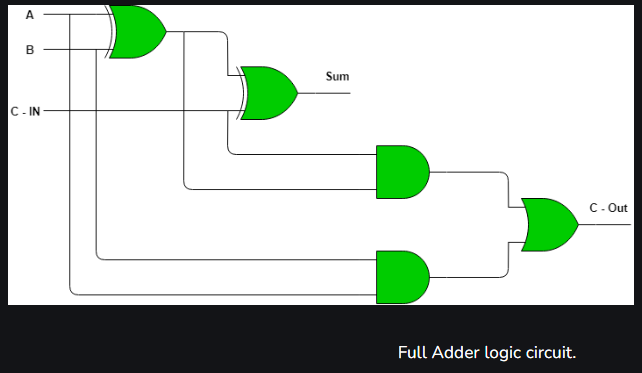 A
B
C - IN
Sum
C - Out
Full Adder logic circuit.